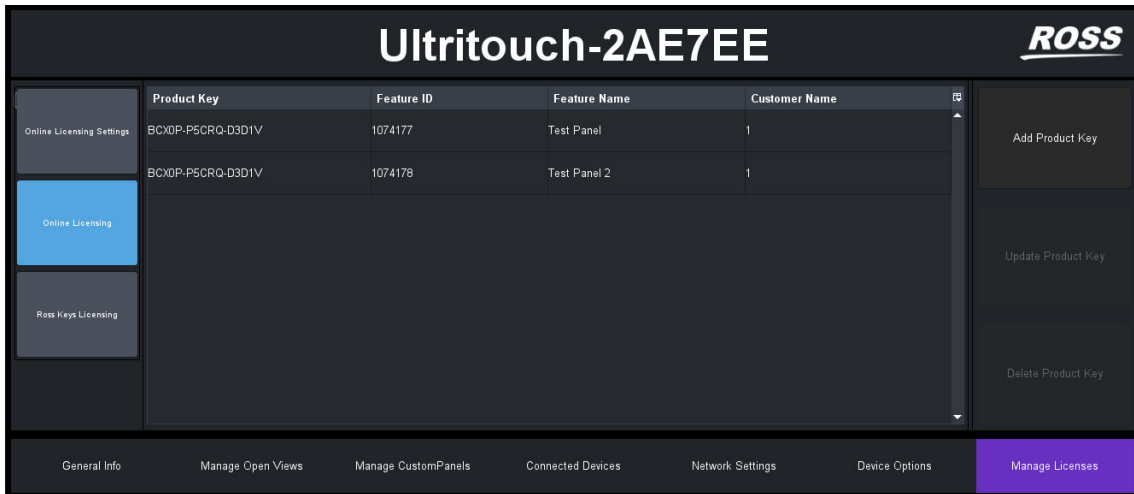 Ultritouch-2AE7EE
ROSS
Online Licensing Settings
Online Licensing
Ross Keys Licensing
Product Key Feature ID Feature Name Customer Name
BCX0P-P5CRQ-D3D1V 1074177 Test Panel 1
BCX0P-P5CRQ-D3D1V 1074178 Test Panel 2 1
Add Product Key
Update Product Key
Delete Product Key
General Info Manage Open Views Manage CustomPanels Connected Devices Network Settings Device Options Manage Licenses